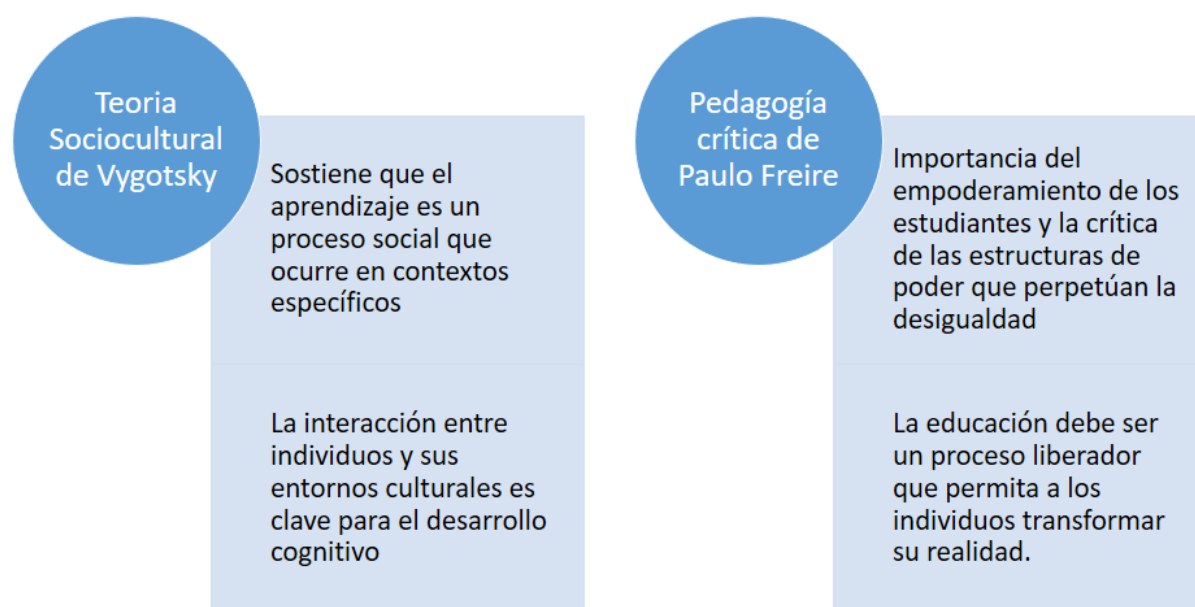 Teoria
Sociocultural
de Vygotsky
Sostiene que el
aprendizaje es un
proceso social que
ocurre en contextos
específicos
La interacción entre
individuos y sus
entornos culturales es
clave para el desarrollo
cognitivo
Pedagogía
crítica de
Paulo Freire
Importancia del
empoderamiento de los
estudiantes y la crítica
de las estructuras de
poder que perpetúan la
desigualdad
La educación debe ser
un proceso liberador
que permita a los
individuos transformar
su realidad.